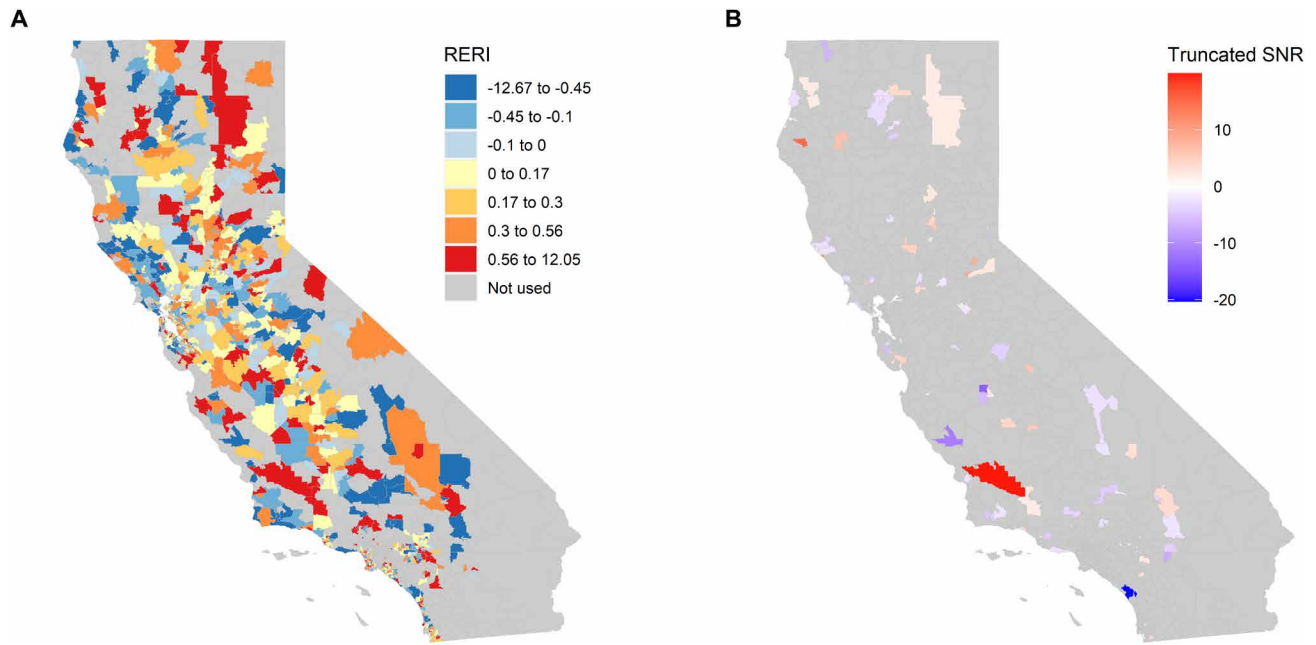 A
RERI
-12.67 to -0.45
-0.45 to -0.1
-0.1 to 0
0 to 0.17
0.17 to 0.3
0.3 to 0.56
0.56 to 12.05
Not used
B
Truncated SNR
10
0
-10
-20